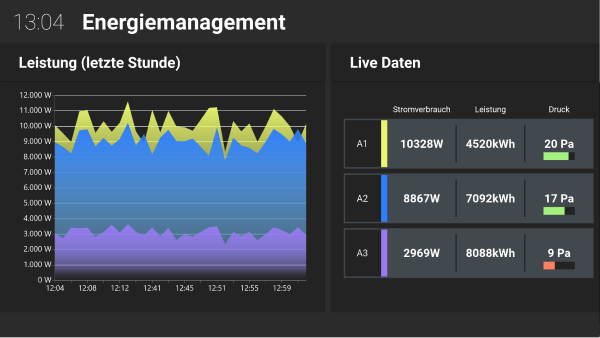 13:04 Energiemanagement
Leistung (letzte Stunde)
12.000 W
11.000 W
10.000 W
9.000 W
8.000 W
7.000 W
6.000 W
5.000 W
4.000 W
3.000 W
2.000 W
1.000 W
0 W
12:04 12:08 12:12 12:41 12:45 12:51 12:55 12:59
Live Daten
Stromverbrauch Leistung Druck
A1 10328W 4520kWh 20 Pa
A2 8867W 7092kWh 17 Pa
A3 2969W 8088kWh 9 Pa